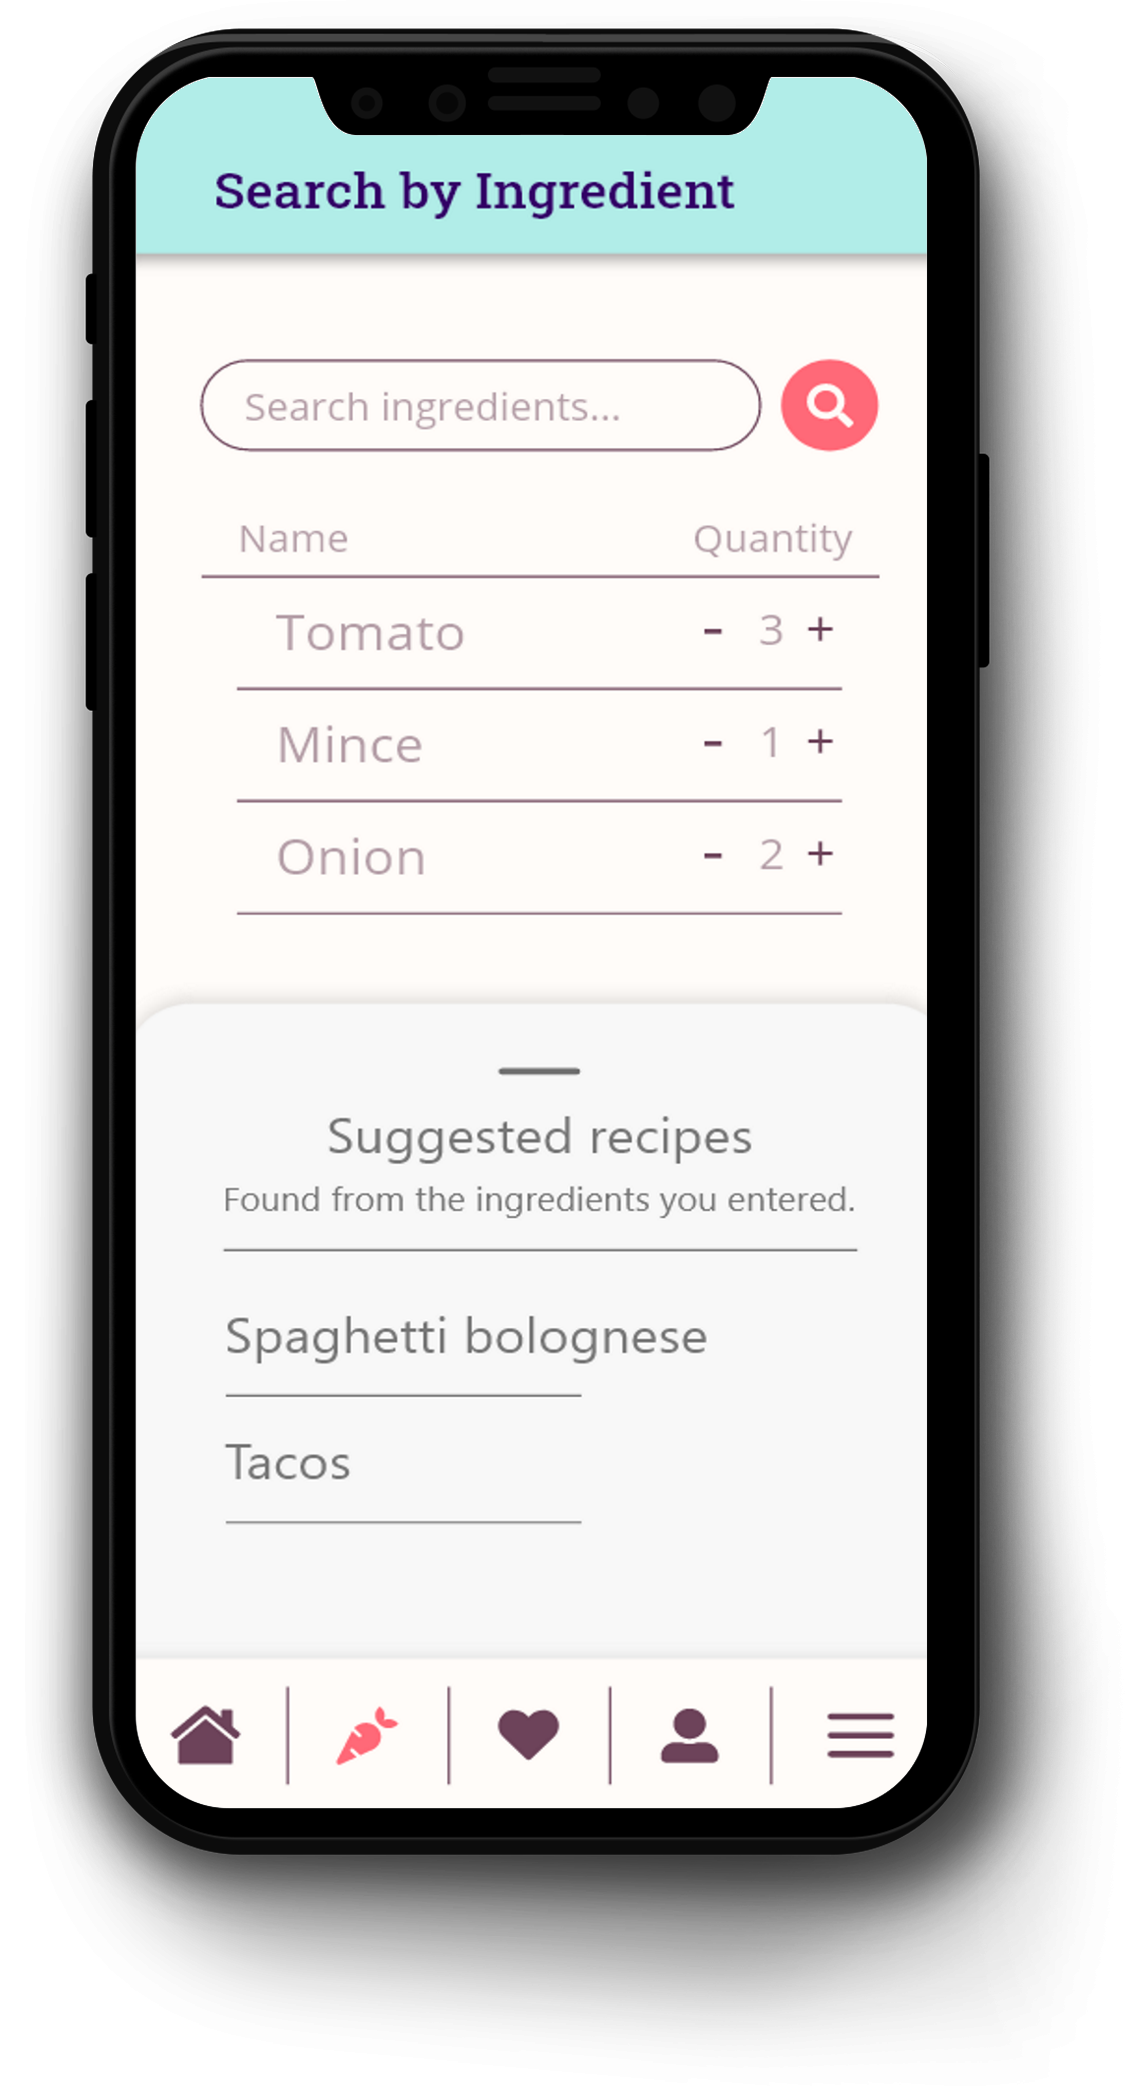 Search by Ingredient
Search ingredients...
Name Quantity
Tomato - 3 +
Mince - 1 +
Onion - 2 +
Suggested recipes
Found from the ingredients you entered.
Spaghetti bolognese
Tacos